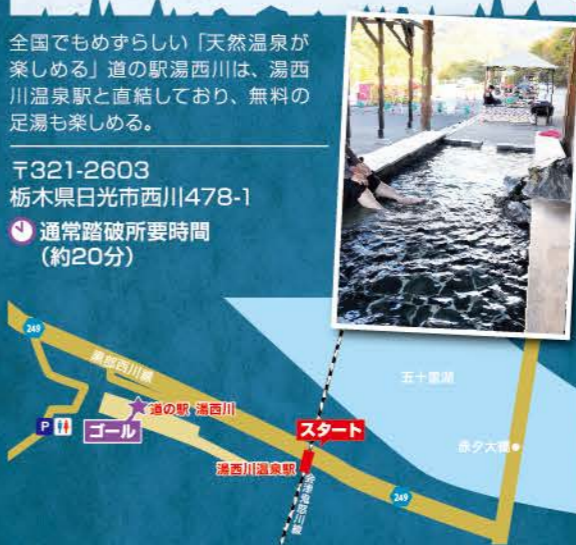 全国でもめずらしい「天然温泉が
楽しめる」道の駅湯西川は、湯西
川温泉駅と直結しており、無料の
足湯も楽しめる。
〒321-2603
栃木県日光市西川478-1
通常踏破所要時間
(約20分)
249
黒部西川線
五十里湖
道の駅 湯西川
P
ゴール
スタート
赤夕大橋
湯西川温泉駅
会津鬼怒川線
249